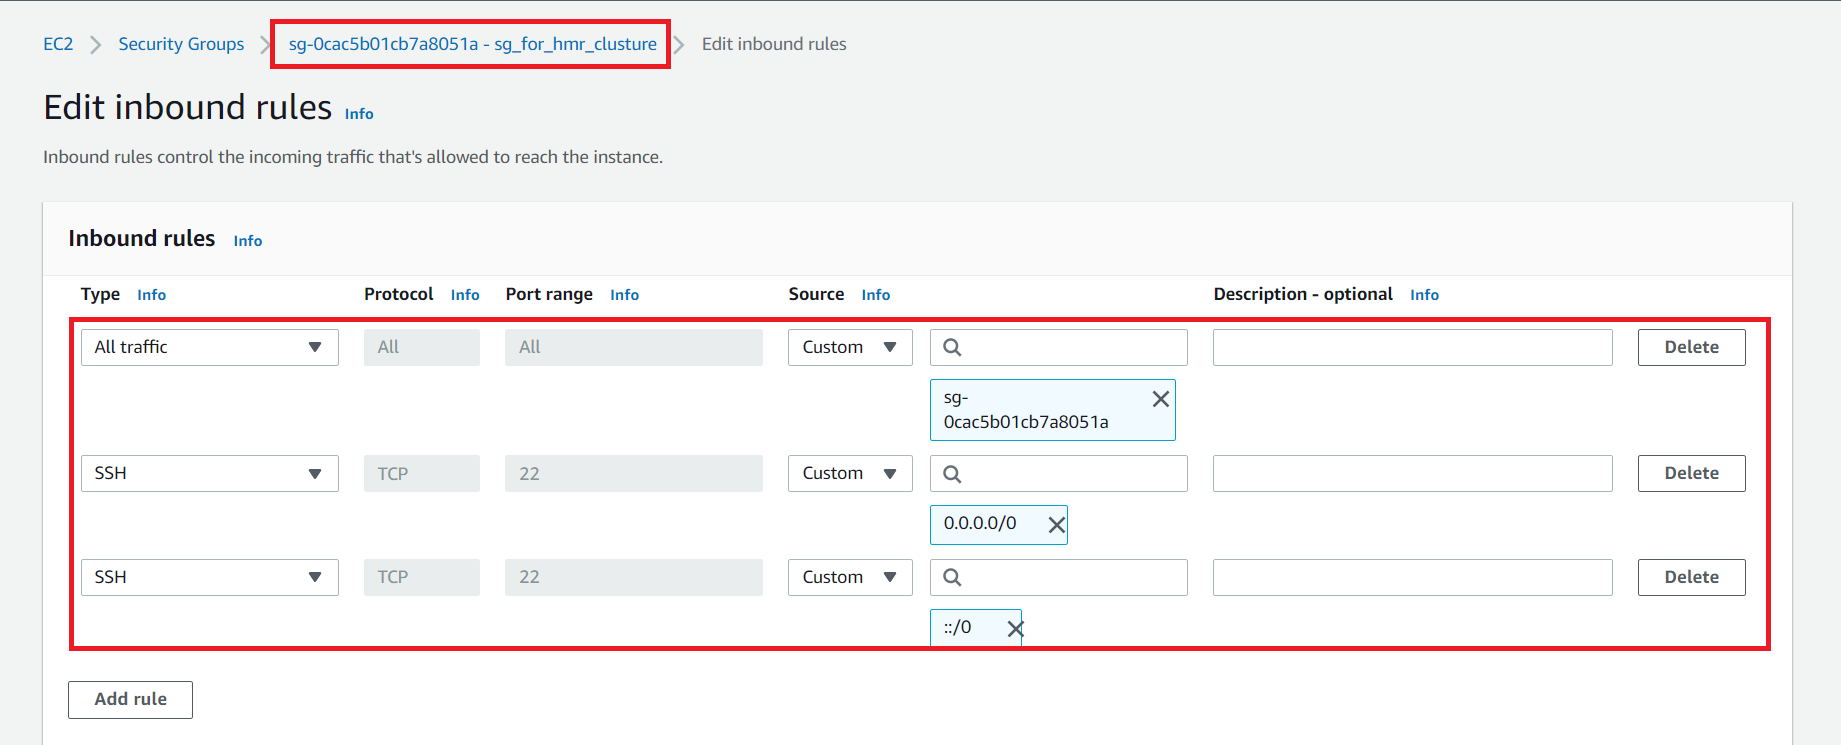 EC2 Security Groups sg-0cac5b01cb7a8051a - sg_for_hmr_clusture Edit inbound rules
Edit inbound rules Info
Inbound rules control the incoming traffic that's allowed to reach the instance.
Inbound rules Info
Type Info Protocol Info Port range Info Source Info Description - optional Info
All traffic All All Custom Delete
sg-
0cac5b01cb7a8051a
SSH TCP 22 Custom Delete
0.0.0.0/0
SSH TCP 22 Custom Delete
::/0
Add rule